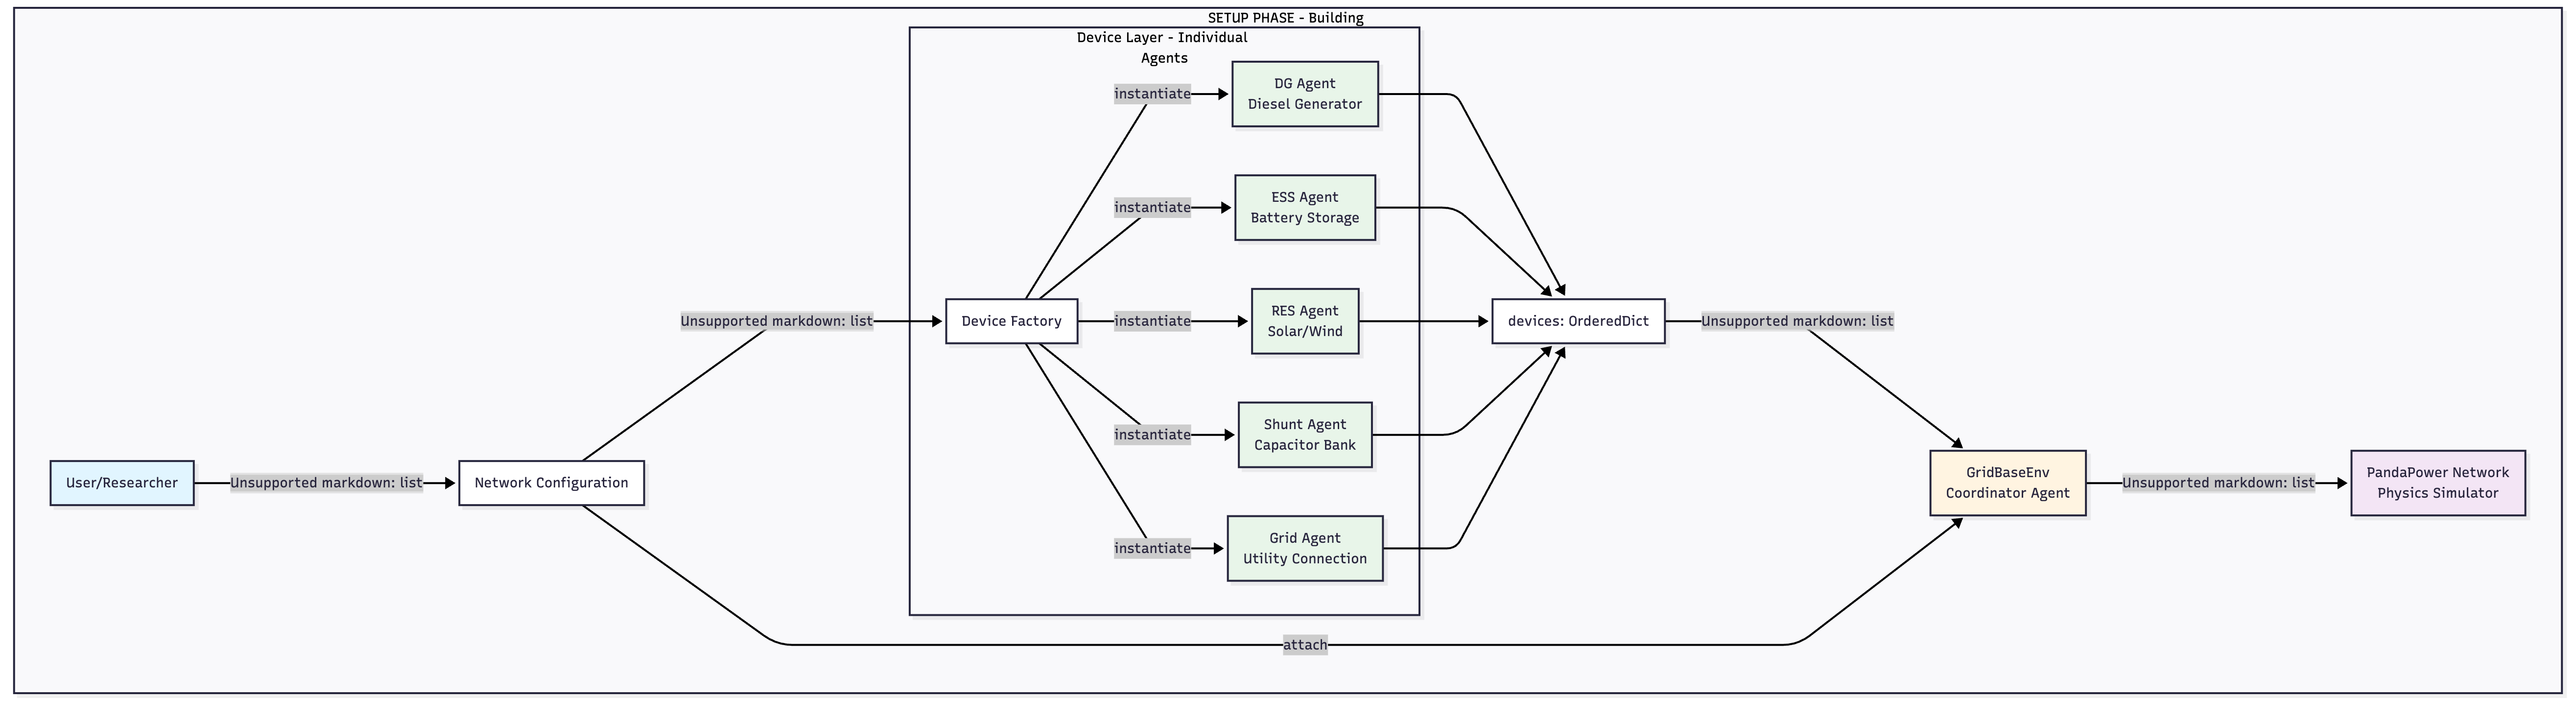 SETUP PHASE - Building
Device Layer - Individual
Agents
instantiate
DG Agent
Diesel Generator
instantiate
ESS Agent
Battery Storage
Unsupported markdown: list
Device Factory
instantiate
RES Agent
Solar/Wind
devices: OrderedDict
Unsupported markdown: list
instantiate
Shunt Agent
Capacitor Bank
User/Researcher
Unsupported markdown: list
Network Configuration
GridBaseEnv
Coordinator Agent
Unsupported markdown: list
PandaPower Network
Physics Simulator
instantiate
Grid Agent
Utility Connection
attach